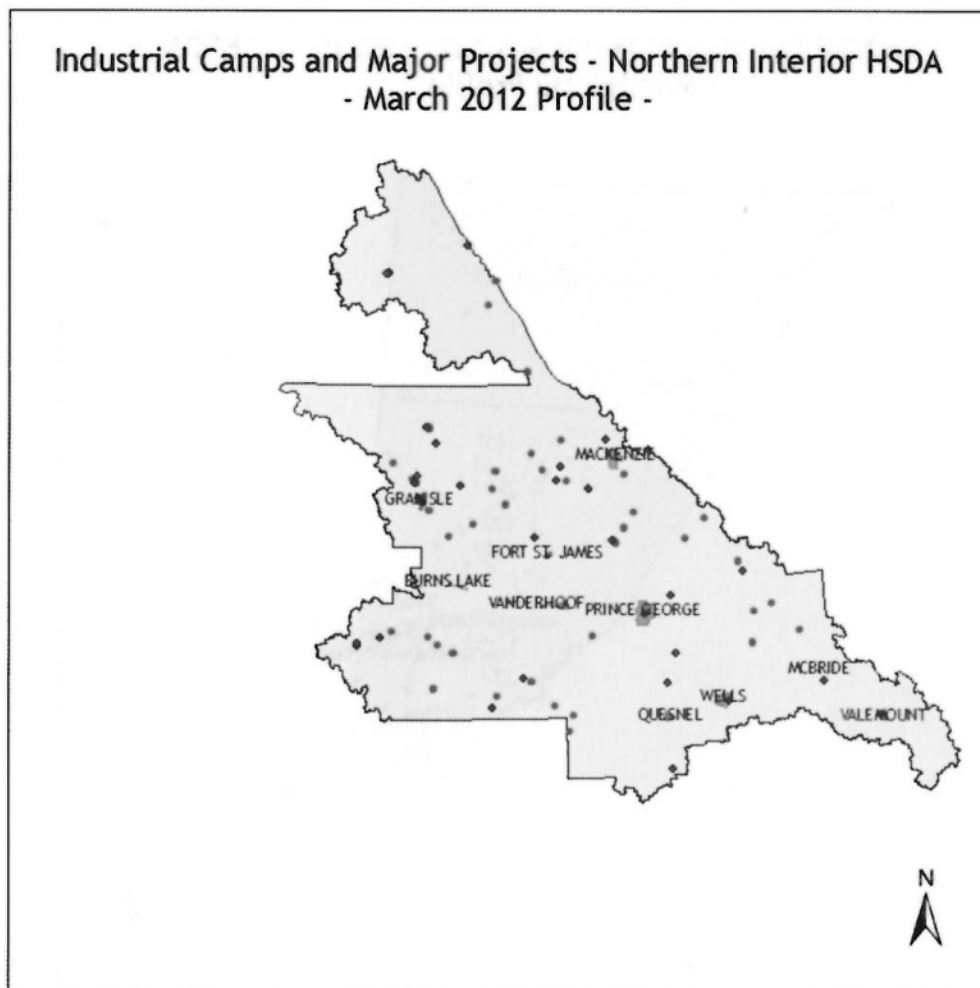 Industrial Camps and Major Projects - Northern Interior HSDA
- March 2012 Profile -
MACKENZIE
GRANISLE
FORT ST. JAMES
BURNS LAKE
VANDERHOOF
PRINCE GEORGE
MCBRIDE
WELLS
QUESNEL
VALEMOUNT
N